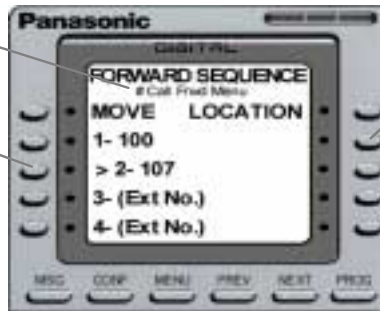 Panasonic
DIGITAL
FORWARD SEQUENCE
# Call Frwd Menu
MOVE LOCATION
1- 100
> 2- 107
3- (Ext No.)
4- (Ext No.)
MSG CONF MENU PREV NEXT PROG